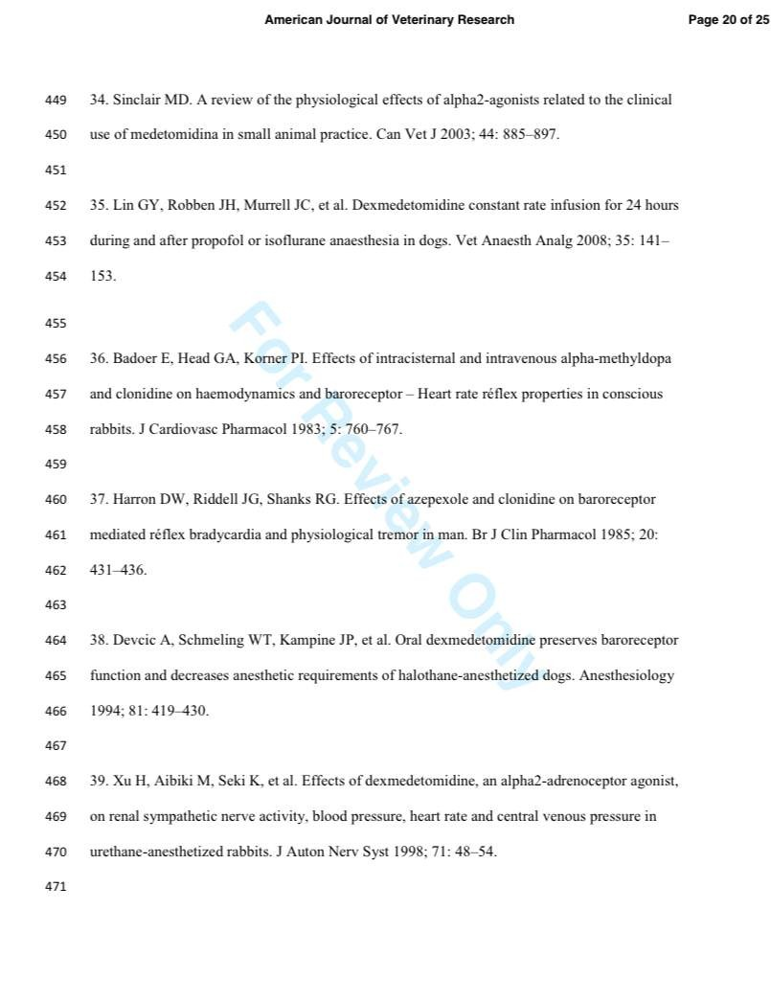 American Journal of Veterinary Research Page 20 of 25
449 34. Sinclair MD. A review of the physiological effects of alpha2-agonists related to the clinical
450 use of medetomidina in small animal practice. Can Vet J 2003; 44: 885–897.
451
452 35. Lin GY, Robben JH, Murrell JC, et al. Dexmedetomidine constant rate infusion for 24 hours
453 during and after propofol or isoflurane anaesthesia in dogs. Vet Anaesth Analg 2008; 35: 141–
454 153.
455
456 36. Badoer E, Head GA, Korner PI. Effects of intracisternal and intravenous alpha-methyldopa
457 and clonidine on haemodynamics and baroreceptor – Heart rate réflex properties in conscious
458 rabbits. J Cardiovasc Pharmacol 1983; 5: 760–767.
459
460 37. Harron DW, Riddell JG, Shanks RG. Effects of azepexole and clonidine on baroreceptor
461 mediated réflex bradycardia and physiological tremor in man. Br J Clin Pharmacol 1985; 20:
462 431–436.
463
464 38. Devcic A, Schmeling WT, Kampine JP, et al. Oral dexmedetomidine preserves baroreceptor
465 function and decreases anesthetic requirements of halothane-anesthetized dogs. Anesthesiology
466 1994; 81: 419–430.
467
468 39. Xu H, Aibiki M, Seki K, et al. Effects of dexmedetomidine, an alpha2-adrenoceptor agonist,
469 on renal sympathetic nerve activity, blood pressure, heart rate and central venous pressure in
470 urethane-anesthetized rabbits. J Auton Nerv Syst 1998; 71: 48–54.
471
For Review Only